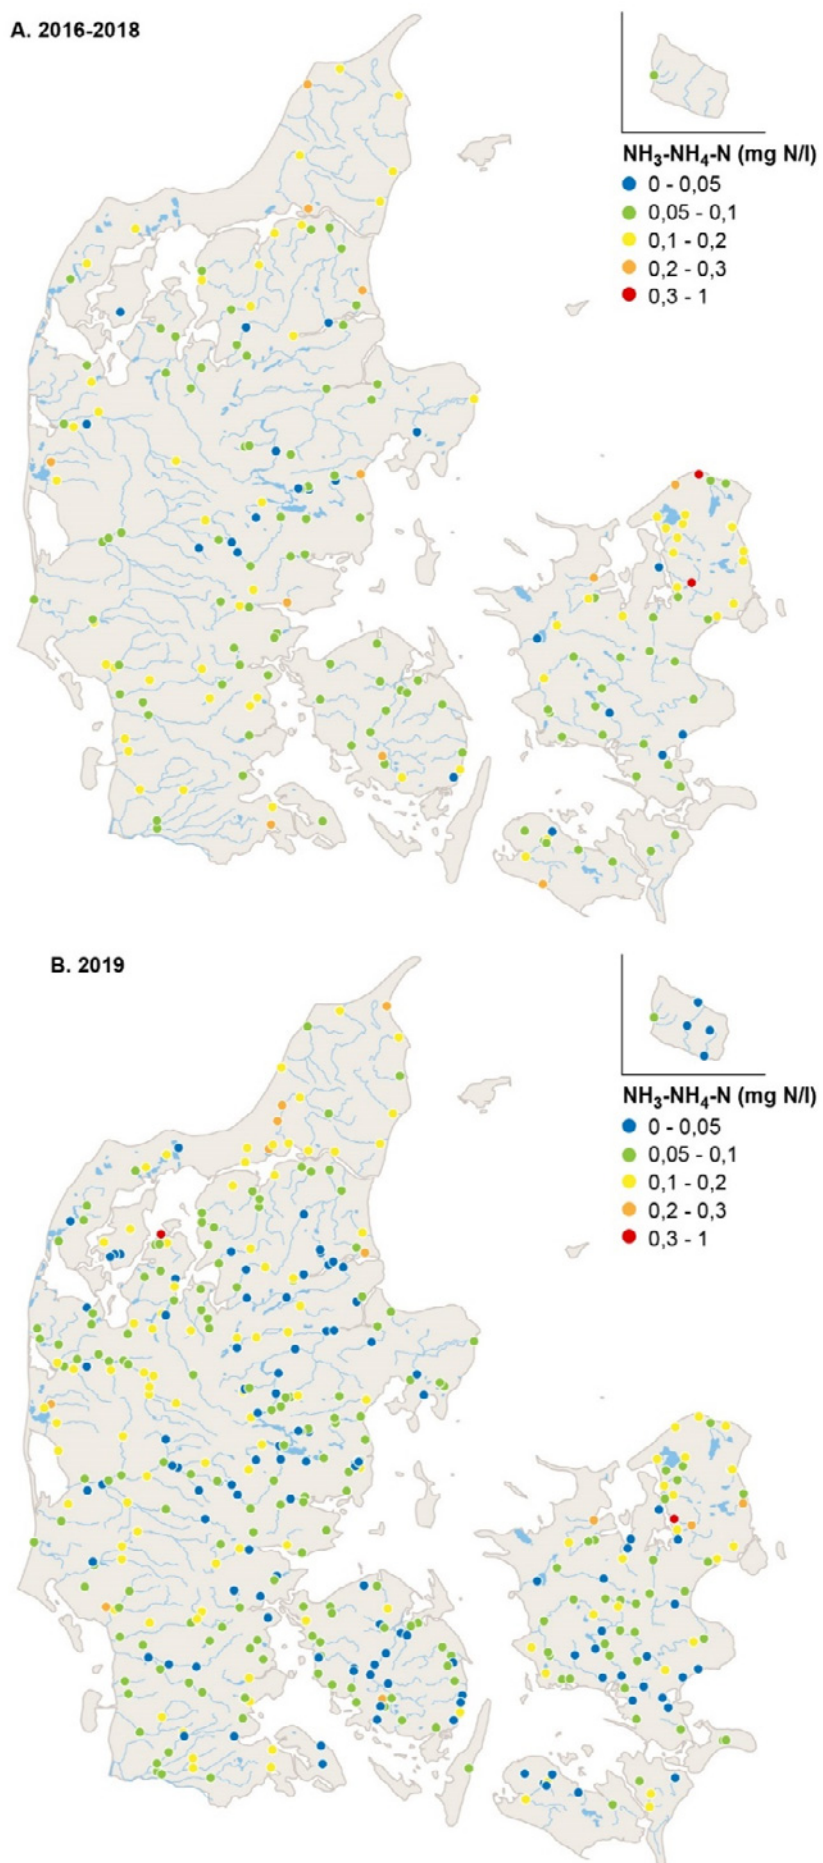 A. 2016-2018
NH₃-NH₄-N (mg N/l)
0 - 0,05
0,05 - 0,1
0,1 - 0,2
0,2 - 0,3
0,3 - 1
B. 2019
NH₃-NH₄-N (mg N/l)
0 - 0,05
0,05 - 0,1
0,1 - 0,2
0,2 - 0,3
0,3 - 1